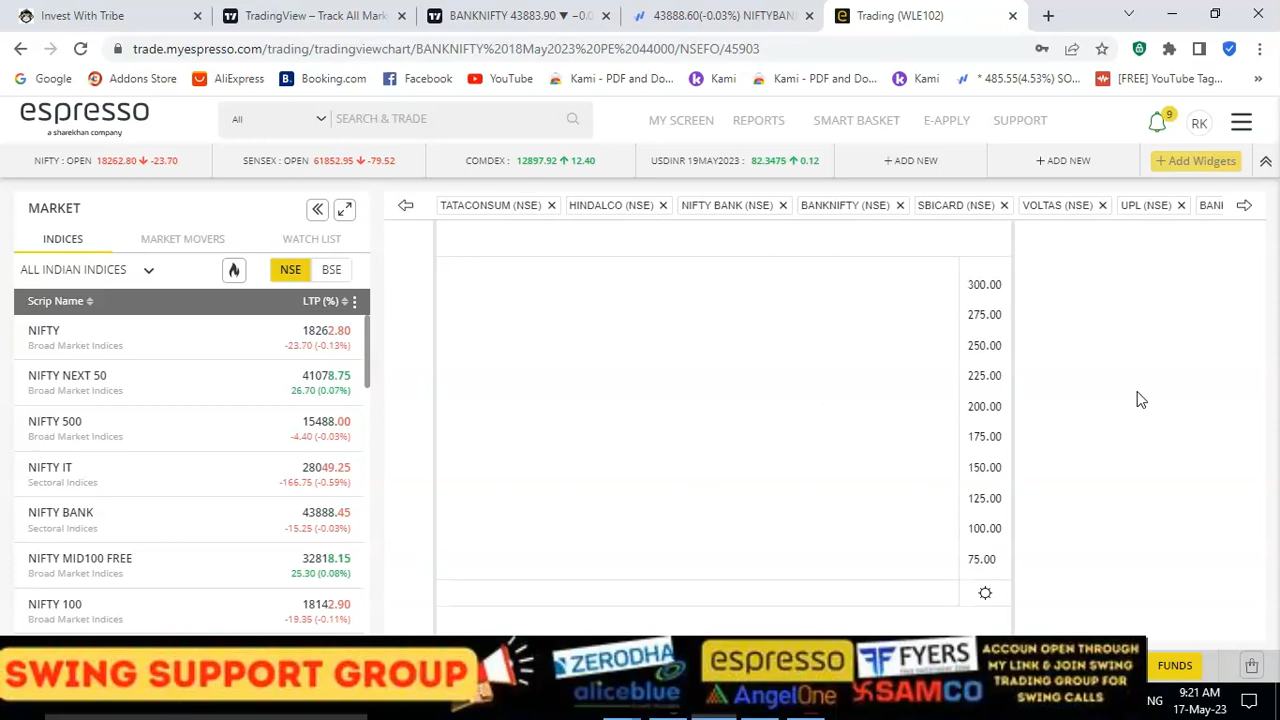 Invest With Tribe
TradingView – Track All Mar
BANKNIFTY 43883.90 ▼ −0.0
43888.60(-0.03%) NIFTYBAN
Trading (WLE102)
trade.myespresso.com/trading/tradingviewchart/BANKNIFTY%2018May2023%20PE%2044000/NSEFO/45903
Google
Addons Store
AliExpress
Booking.com
Facebook
YouTube
Kami - PDF and Do...
Kami
Kami - PDF and Do...
Kami
* 485.55(4.53%) SO...
[FREE] YouTube Tag...
espresso
a sharekhan company
All
SEARCH & TRADE
MY SCREEN
REPORTS
SMART BASKET
E-APPLY
SUPPORT
9
RK
NIFTY : OPEN 18262.80 -23.70
SENSEX : OPEN 61852.95 -79.52
COMDEX : 12897.92 12.40
USDINR 19MAY2023 : 82.3475 0.12
+ ADD NEW
+ ADD NEW
+ Add Widgets
MARKET
TATACONSUM (NSE)
HINDALCO (NSE)
NIFTY BANK (NSE)
BANKNIFTY (NSE)
SBICARD (NSE)
VOLTAS (NSE)
UPL (NSE)
BANI
INDICES
MARKET MOVERS
WATCH LIST
ALL INDIAN INDICES
NSE
BSE
Scrip Name
LTP (%)
NIFTY 18262.80
Broad Market Indices -23.70 (-0.13%)
NIFTY NEXT 50 41078.75
Broad Market Indices 26.70 (0.07%)
NIFTY 500 15488.00
Broad Market Indices -4.40 (-0.03%)
NIFTY IT 28049.25
Sectoral Indices -166.75 (-0.59%)
NIFTY BANK 43888.45
Sectoral Indices -15.25 (-0.03%)
NIFTY MID100 FREE 32818.15
Broad Market Indices 25.30 (0.08%)
NIFTY 100 18142.90
Broad Market Indices -19.35 (-0.11%)
300.00
275.00
250.00
225.00
200.00
175.00
150.00
125.00
100.00
75.00
SWING SUPPORT GROUP
ZERODHA
aliceblue
espresso
AngelOne
FYERS
SAMCO
ACCOUN OPEN THROUGH
MY LINK & JOIN SWING
TRADING GROUP FOR
SWING CALLS
FUNDS
NG
9:21 AM
17-May-23